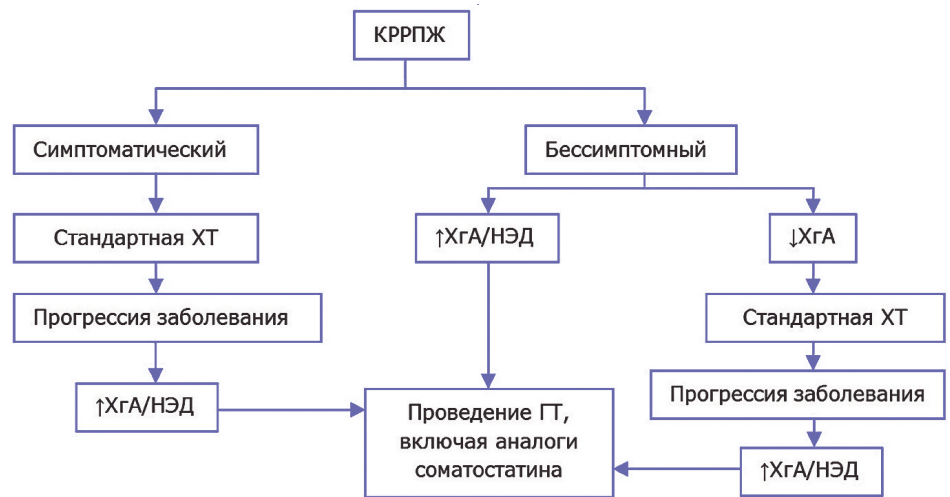 КРРПЖ
Симптоматический
Бессимптомный
Стандартная ХТ
↑ХгА/НЭД
↓ХгА
Прогрессия заболевания
Стандартная ХТ
↑ХгА/НЭД
Проведение ГТ,
включая аналоги
соматостатина
Прогрессия заболевания
↑ХгА/НЭД